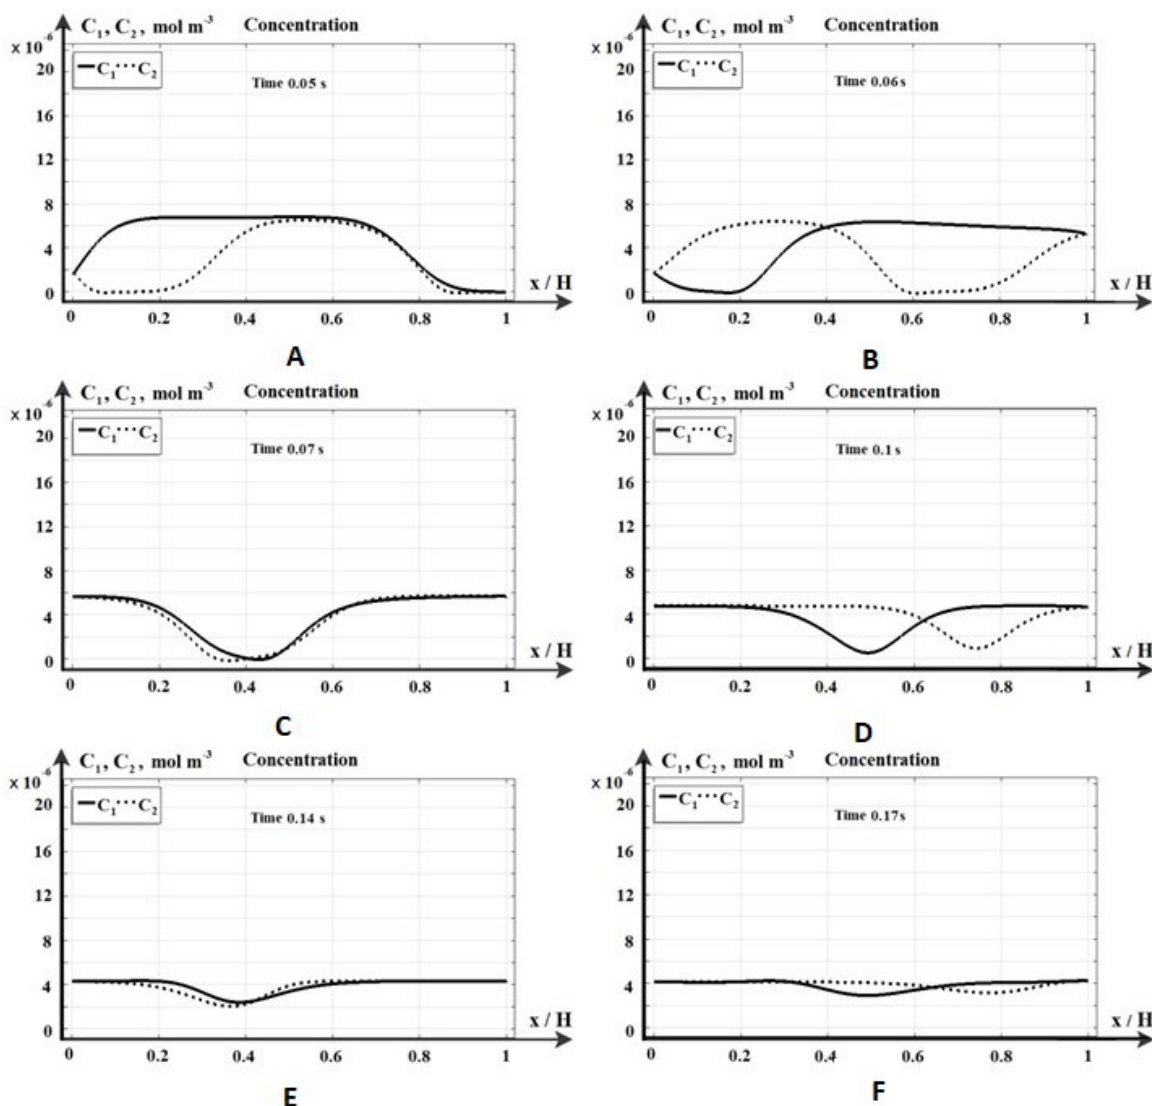 C₁, C₂, mol m⁻³ Concentration
x 10⁻⁶
20
C₁ C₂
Time 0.05 s
16
12
8
4
0
x / H
0 0.2 0.4 0.6 0.8 1
A
C₁, C₂, mol m⁻³ Concentration
x 10⁻⁶
20
C₁ C₂
Time 0.06 s
16
12
8
4
0
x / H
0 0.2 0.4 0.6 0.8 1
B
C₁, C₂, mol m⁻³ Concentration
x 10⁻⁶
20
C₁ C₂
Time 0.07 s
16
12
8
4
0
x / H
0 0.2 0.4 0.6 0.8 1
C
C₁, C₂, mol m⁻³ Concentration
x 10⁻⁶
20
C₁ C₂
Time 0.1 s
16
12
8
4
0
x / H
0 0.2 0.4 0.6 0.8 1
D
C₁, C₂, mol m⁻³ Concentration
x 10⁻⁶
20
C₁ C₂
Time 0.14 s
16
12
8
4
0
x / H
0 0.2 0.4 0.6 0.8 1
E
C₁, C₂, mol m⁻³ Concentration
x 10⁻⁶
20
C₁ C₂
Time 0.17s
16
12
8
4
0
x / H
0 0.2 0.4 0.6 0.8 1
F